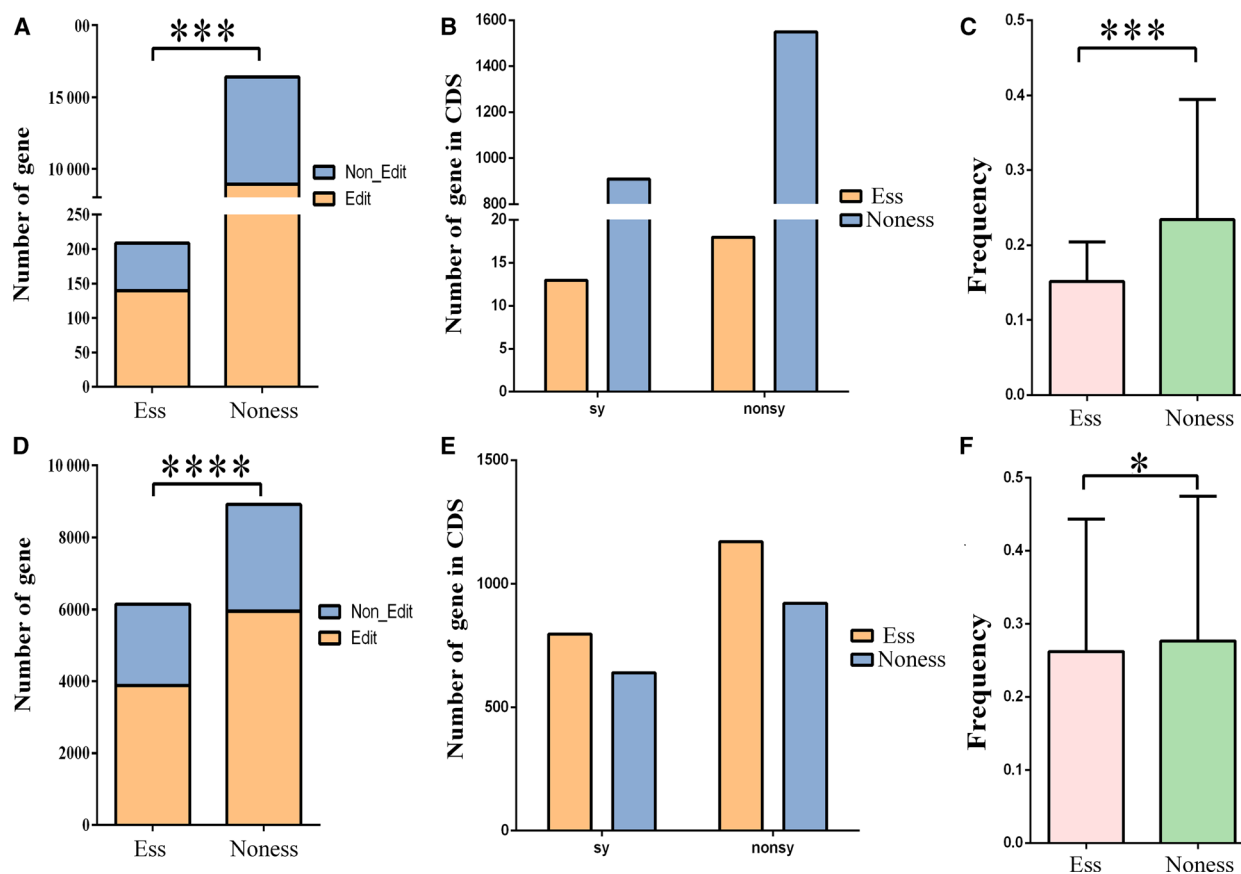 A
Number of gene
00
15 000
10 000
250
200
150
100
50
0
***
Ess
Noness
Non_Edit
Edit
B
Number of gene in CDS
1600
1400
1200
1000
800
20
15
10
5
0
sy
nonsy
Ess
Noness
C
Frequency
0.5
0.4
0.3
0.2
0.1
0.0
***
Ess
Noness
D
Number of gene
10 000
8000
6000
4000
2000
0
****
Ess
Noness
Non_Edit
Edit
E
Number of gene in CDS
1500
1000
500
0
sy
nonsy
Ess
Noness
F
Frequency
0.5
0.4
0.3
0.2
0.1
0.0
*
Ess
Noness